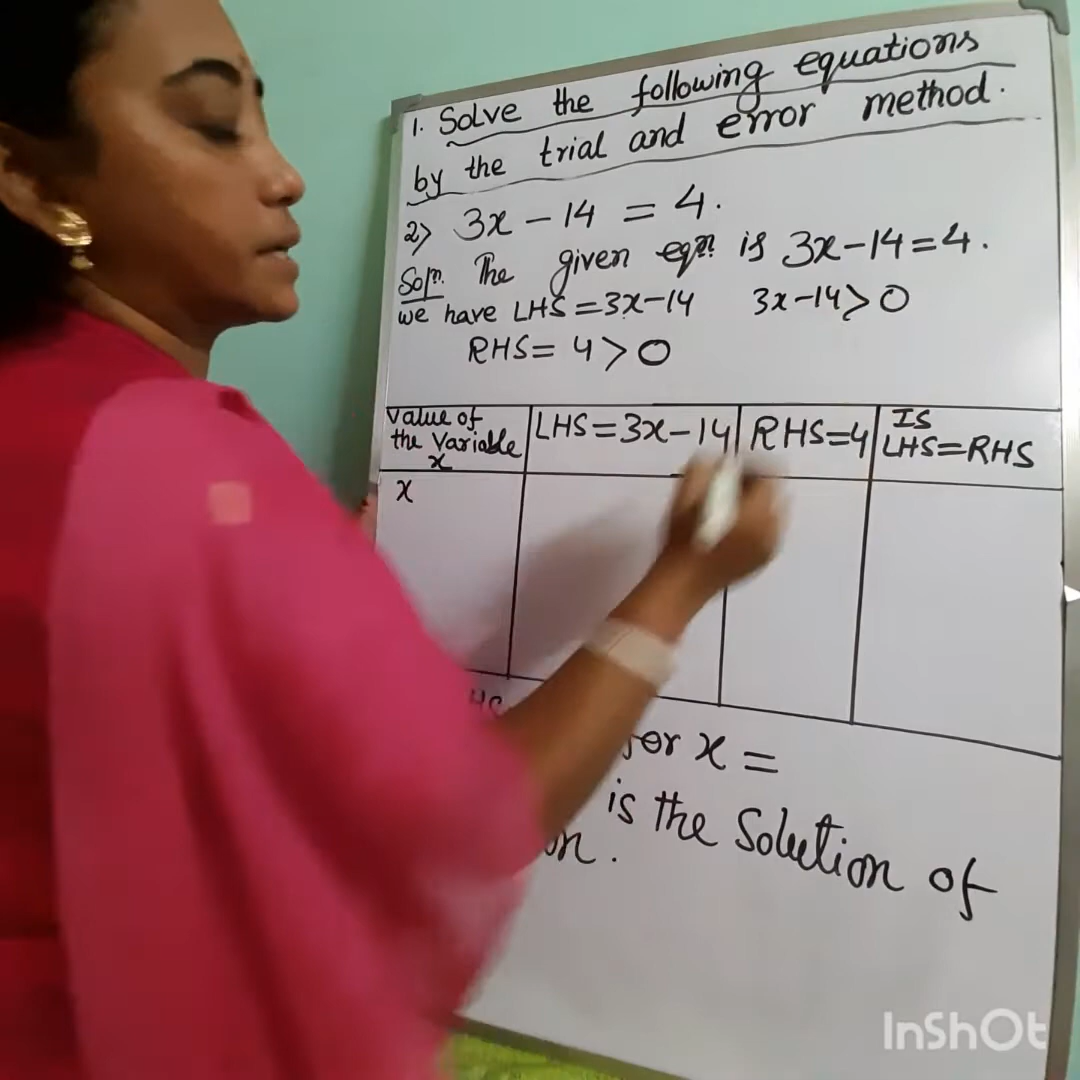 1. Solve the following equations
by the trial and error method.
2) 3x - 14 = 4.
Soln. The given eqn. is 3x-14=4.
we have LHS = 3x-14 3x-14>0
RHS = 4 > 0
Value of
the variable
x
LHS = 3x-14
RHS=4
IS
LHS=RHS
x
for x =
is the Solution of
InShOt